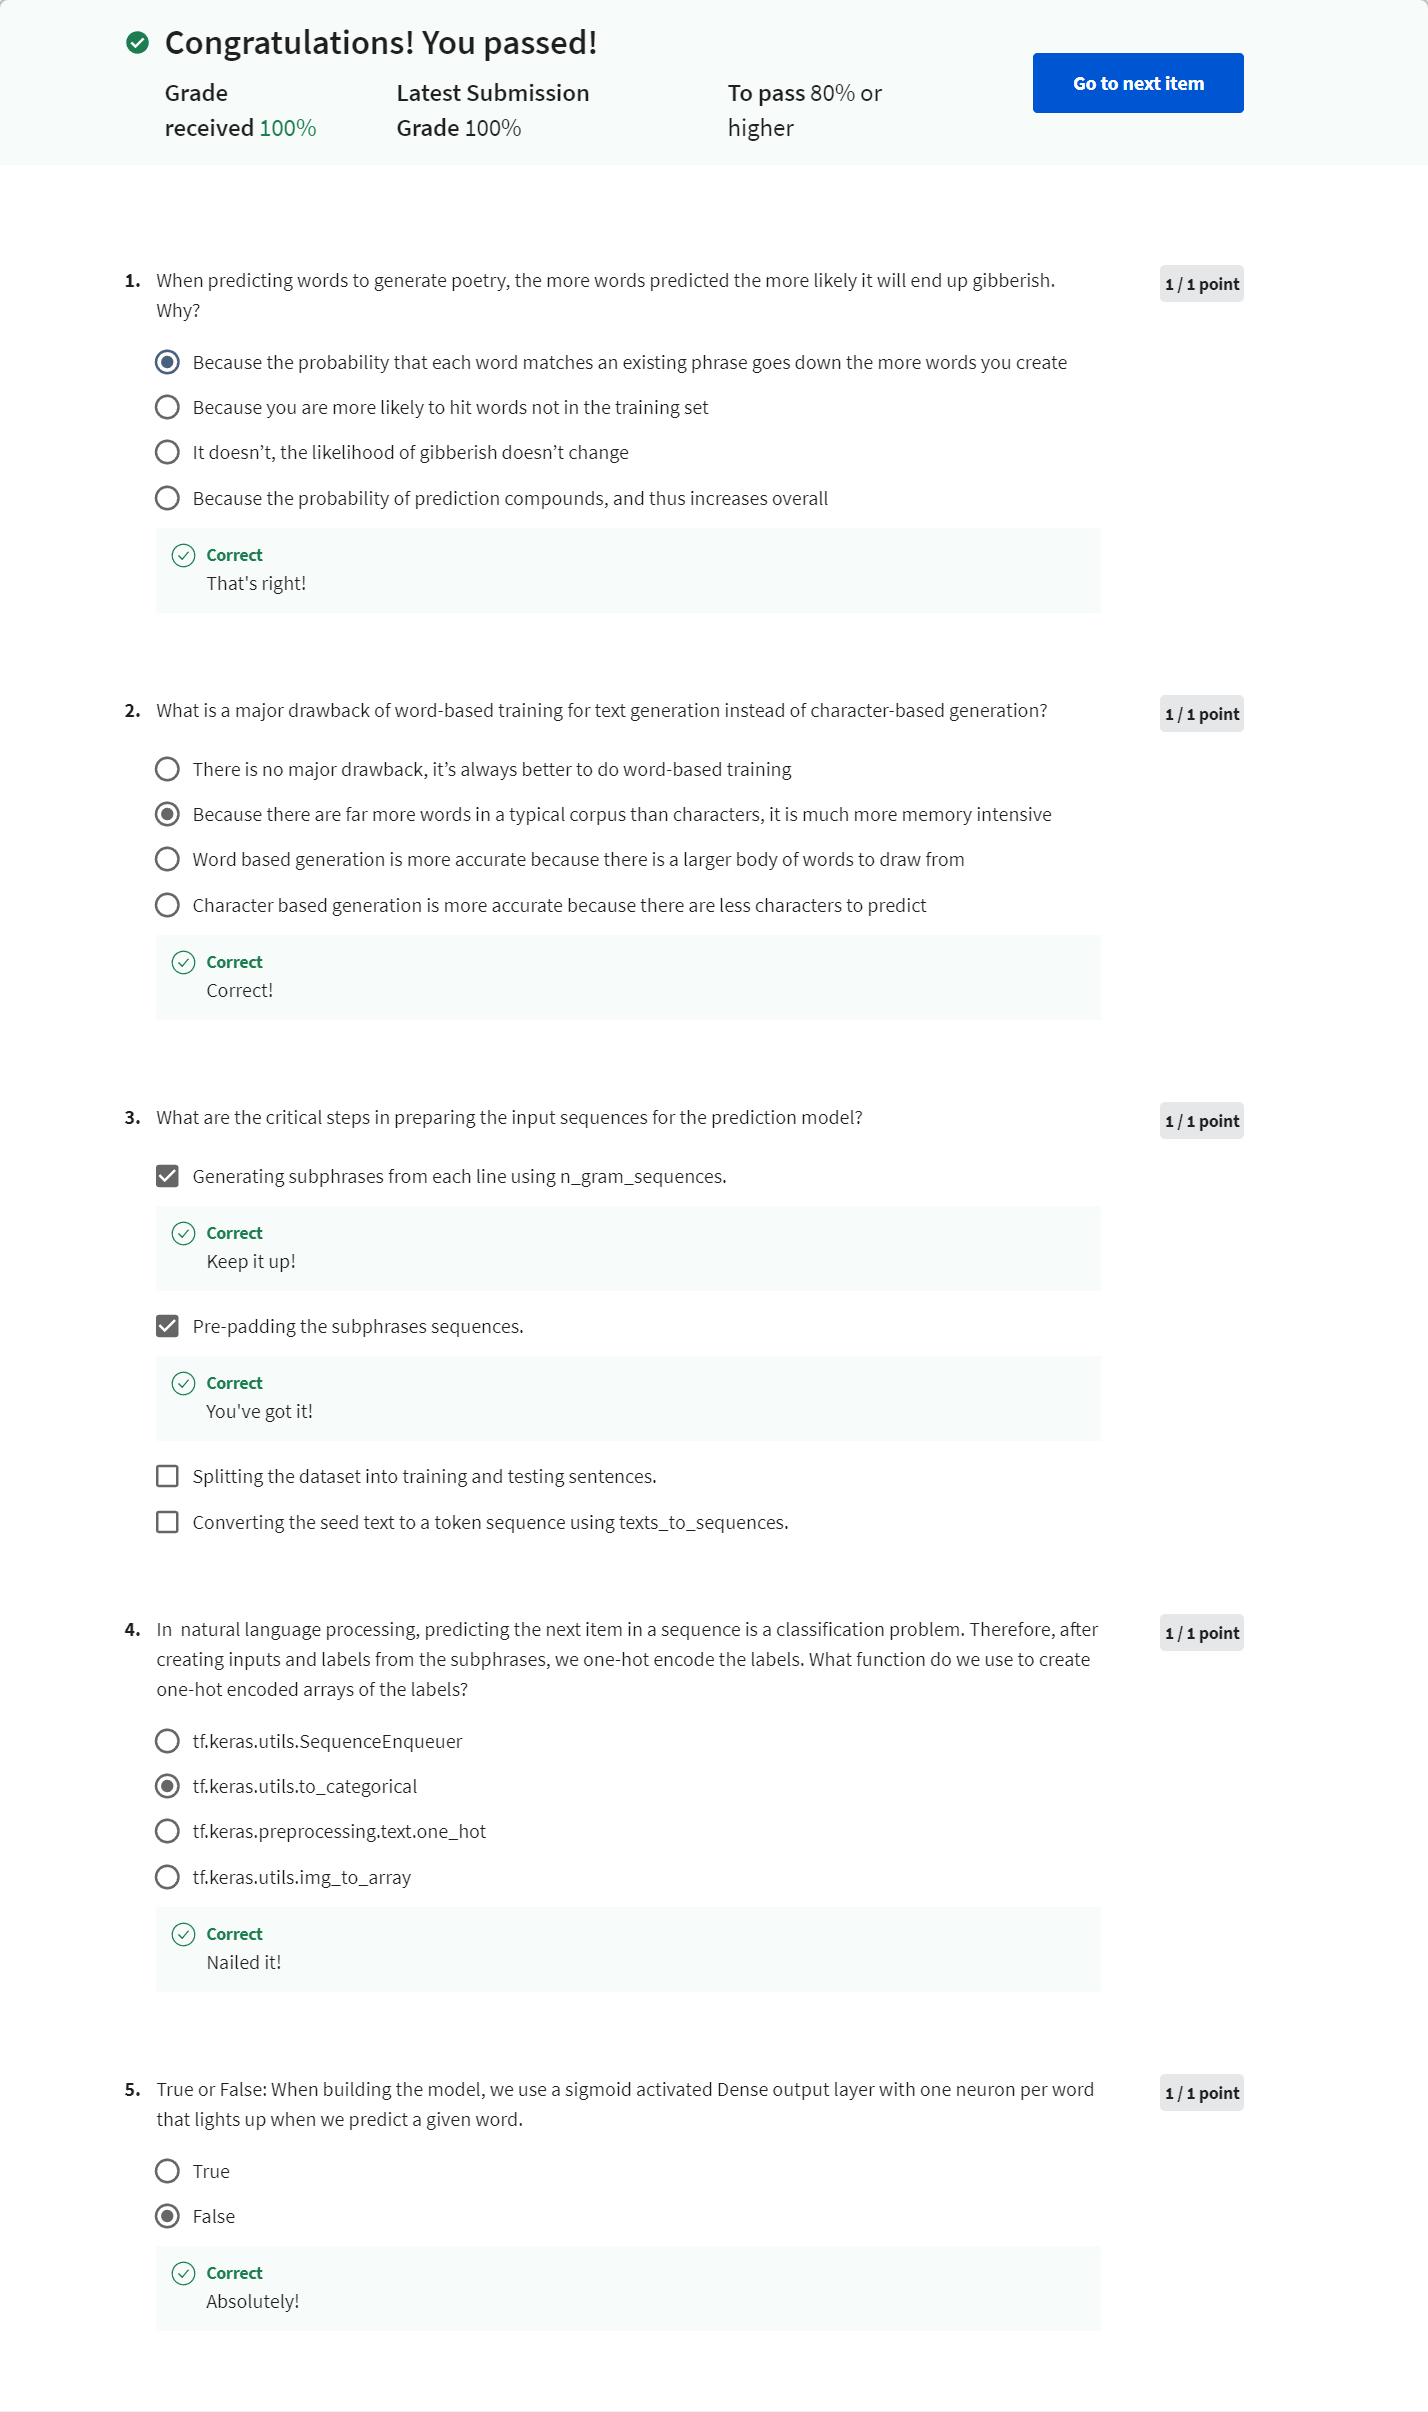 Congratulations! You passed!
Grade
received 100%
Latest Submission
Grade 100%
To pass 80% or
higher
Go to next item
1. When predicting words to generate poetry, the more words predicted the more likely it will end up gibberish.
Why?
1 / 1 point
Because the probability that each word matches an existing phrase goes down the more words you create
Because you are more likely to hit words not in the training set
It doesn’t, the likelihood of gibberish doesn’t change
Because the probability of prediction compounds, and thus increases overall
Correct
That's right!
2. What is a major drawback of word-based training for text generation instead of character-based generation?
1 / 1 point
There is no major drawback, it’s always better to do word-based training
Because there are far more words in a typical corpus than characters, it is much more memory intensive
Word based generation is more accurate because there is a larger body of words to draw from
Character based generation is more accurate because there are less characters to predict
Correct
Correct!
3. What are the critical steps in preparing the input sequences for the prediction model?
1 / 1 point
Generating subphrases from each line using n_gram_sequences.
Correct
Keep it up!
Pre-padding the subphrases sequences.
Correct
You've got it!
Splitting the dataset into training and testing sentences.
Converting the seed text to a token sequence using texts_to_sequences.
4. In natural language processing, predicting the next item in a sequence is a classification problem. Therefore, after
creating inputs and labels from the subphrases, we one-hot encode the labels. What function do we use to create
one-hot encoded arrays of the labels?
1 / 1 point
tf.keras.utils.SequenceEnqueuer
tf.keras.utils.to_categorical
tf.keras.preprocessing.text.one_hot
tf.keras.utils.img_to_array
Correct
Nailed it!
5. True or False: When building the model, we use a sigmoid activated Dense output layer with one neuron per word
that lights up when we predict a given word.
1 / 1 point
True
False
Correct
Absolutely!